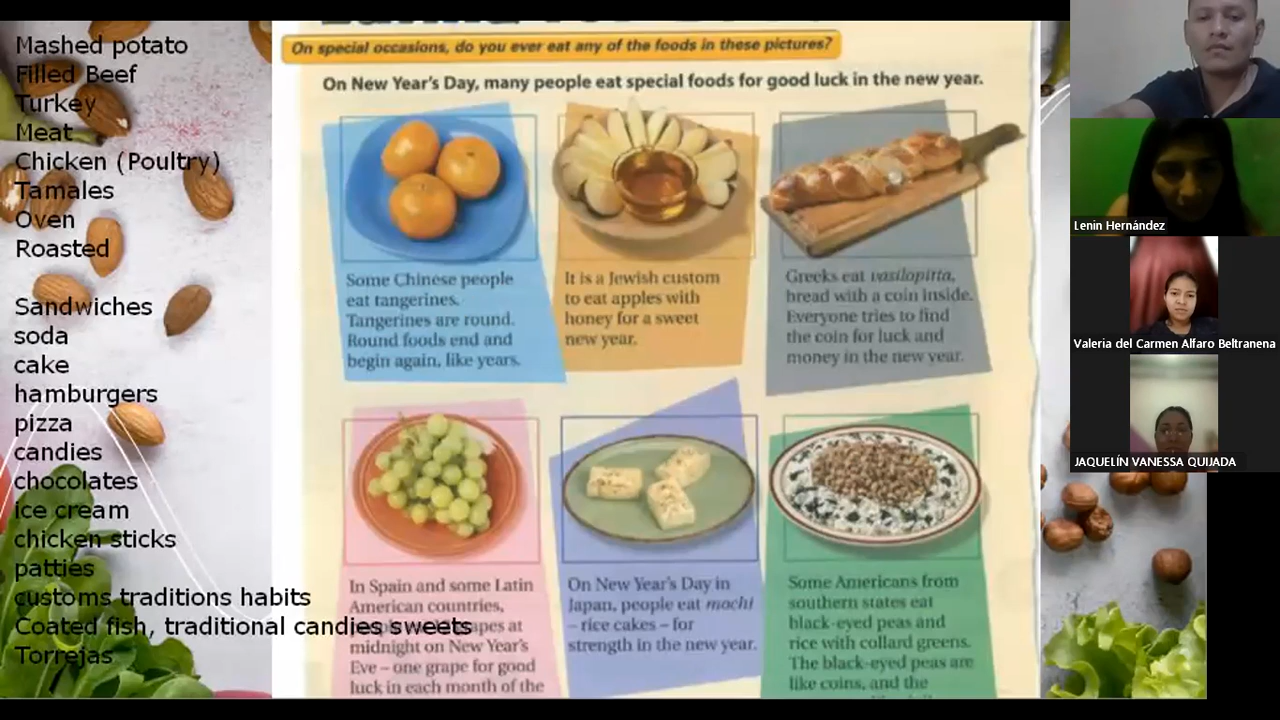 Mashed potato
Filled Beef
Turkey
Meat
Chicken (Poultry)
Tamales
Oven
Roasted
Sandwiches
soda
cake
hamburgers
pizza
candies
chocolates
ice cream
chicken sticks
patties
customs traditions habits
Coated fish, traditional candies sweets
Torrejas
On special occasions, do you ever eat any of the foods in these pictures?
On New Year's Day, many people eat special foods for good luck in the new year.
Some Chinese people
eat tangerines.
Tangerines are round.
Round foods end and
begin again, like years.
It is a Jewish custom
to eat apples with
honey for a sweet
new year.
Greeks eat vasilopitta,
bread with a coin inside.
Everyone tries to find
the coin for luck and
money in the new year.
In Spain and some Latin
American countries,
at
midnight on New Year's
Eve – one grape for good
luck in each month of the
On New Year's Day in
Japan, people eat mochi
– rice cakes – for
strength in the new year.
Some Americans from
southern states eat
black-eyed peas and
rice with collard greens.
The black-eyed peas are
like coins, and the
Lenin Hernández
Valeria del Carmen Alfaro Beltranena
JAQUELÍN VANESSA QUIJADA